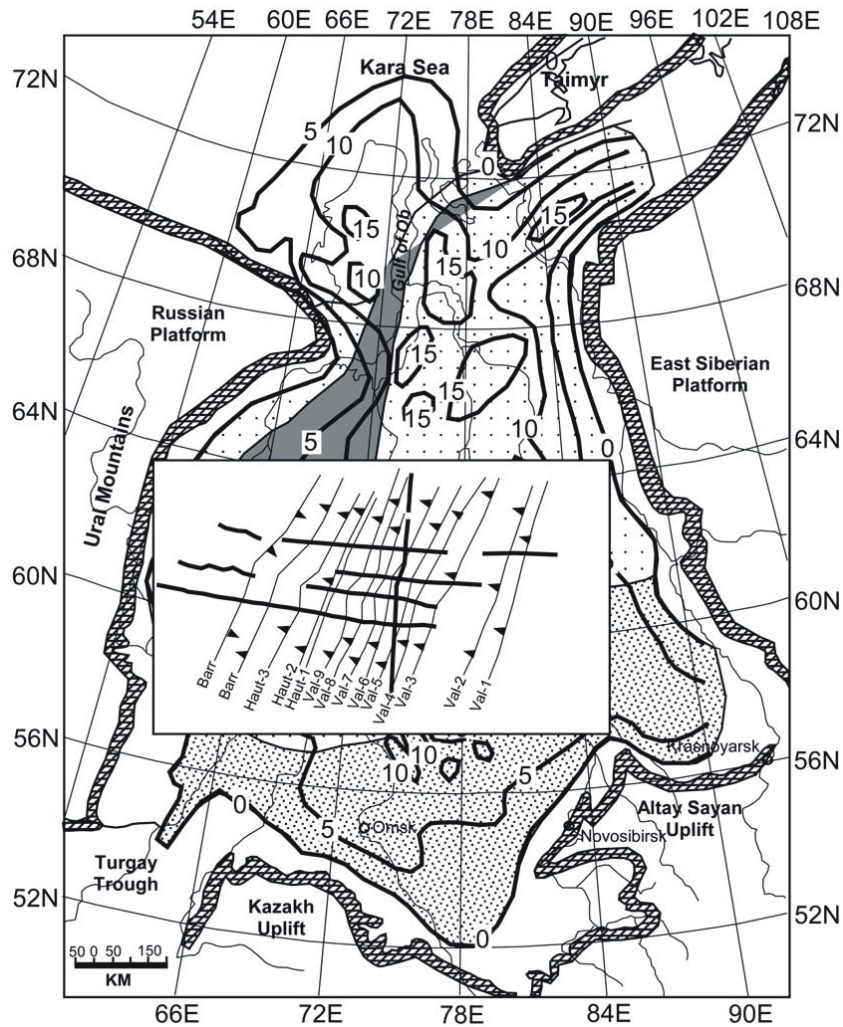 54E 60E 66E 72E 78E 84E 90E 96E 102E 108E
72N
Kara Sea
0
Taimyr
72N
5
10
0
15
15
10
15
10
Gulf of Ob
68N
68N
Russian
Platform
15
15
15
East Siberian
Platform
64N
10
5
0
64N
Ural Mountains
60N
60N
Barr
Barr
Haut-3
Haut-2
Haut-1
Val-9
Val-8
Val-7
Val-6
Val-5
Val-4
Val-3
Val-2
Val-1
56N
10
10
5
Krasnoyarsk
56N
0
5
Omsk
Novosibirsk
Altay Sayan
Uplift
Turgay
Trough
52N
Kazakh
Uplift
0
52N
50 0 50 150
KM
66E 72E 78E 84E 90E